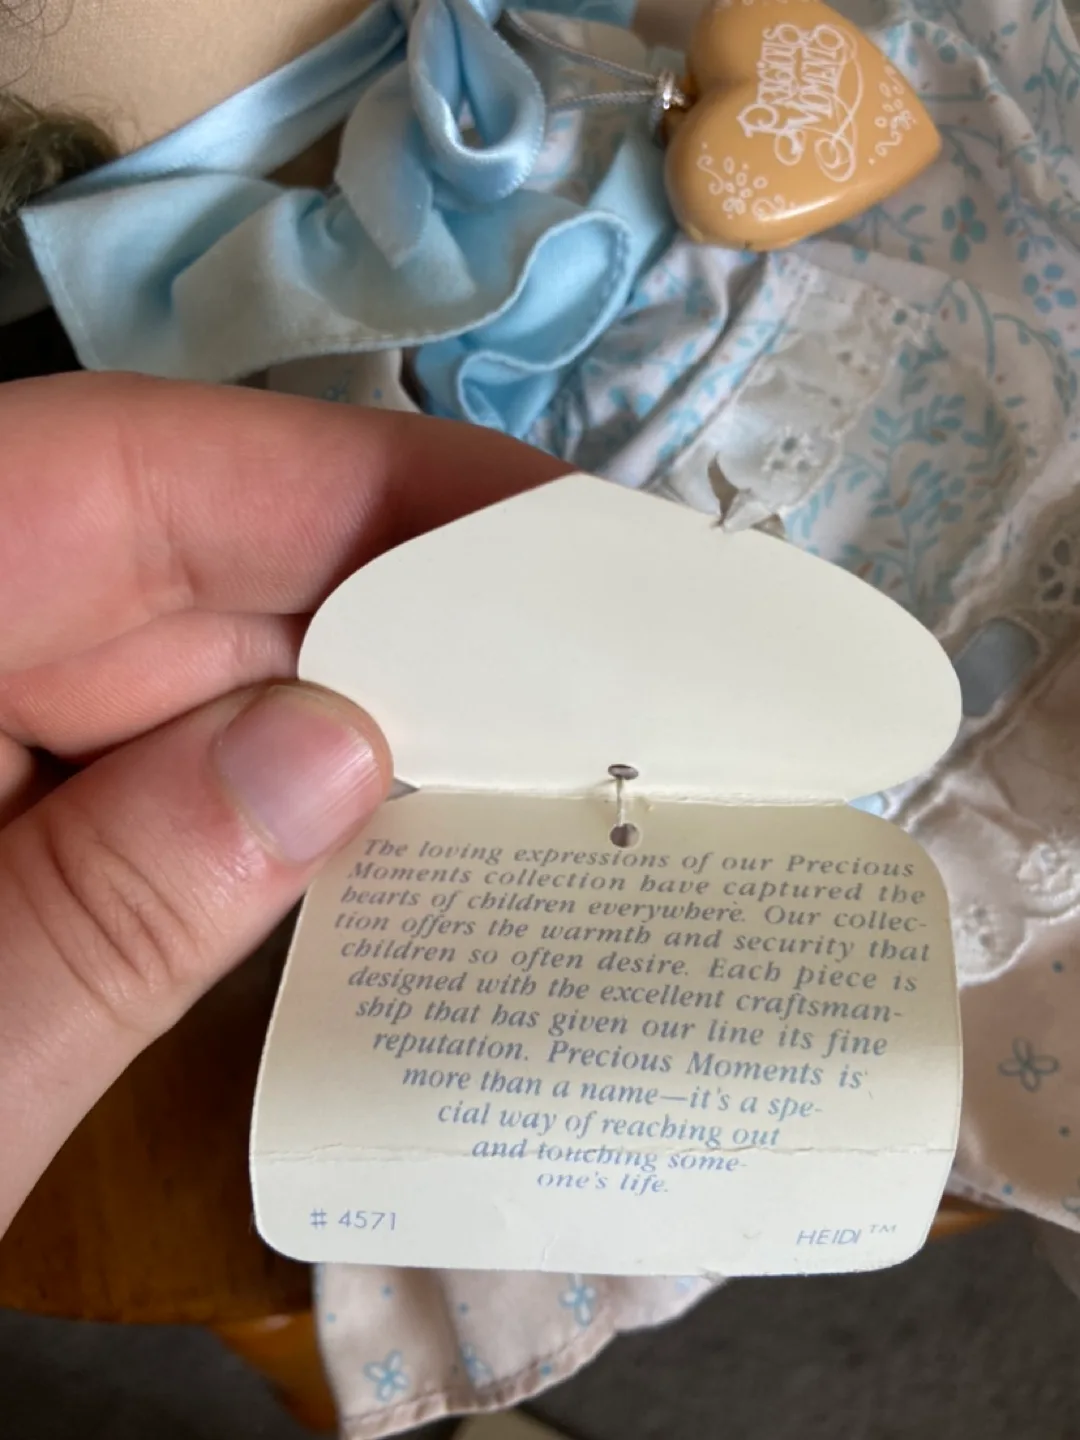 PRECIOUS
MOMENTS
The loving expressions of our Precious
Moments collection have captured the
hearts of children everywhere. Our collec-
tion offers the warmth and security that
children so often desire. Each piece is
designed with the excellent craftsman-
ship that has given our line its fine
reputation. Precious Moments is
more than a name—it's a spe-
cial way of reaching out
and touching some-
one's life.
# 4571
HEIDI™